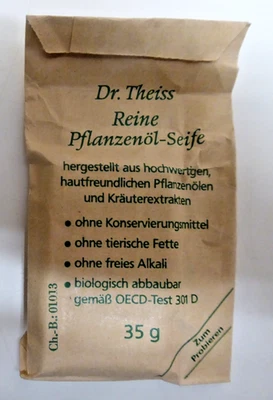 Dr. Theiss
Reine
Pflanzenöl-Seife
hergestellt aus hochwertigen,
hautfreundlichen Pflanzenölen
und Kräuterextrakten
• ohne Konservierungsmittel
• ohne tierische Fette
• ohne freies Alkali
• biologisch abbaubar
gemäß OECD-Test 301 D
35 g
Zum
Probieren
Ch.-B.: 01013